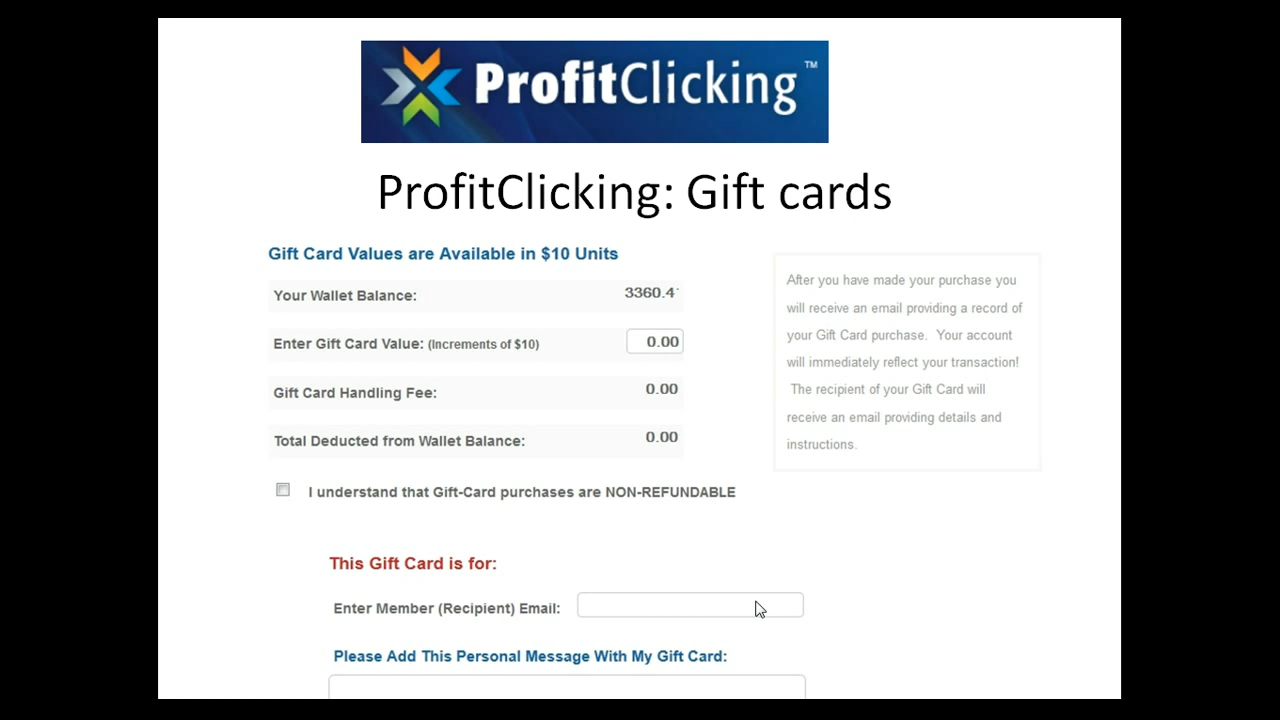 ProfitClicking™
ProfitClicking: Gift cards
Gift Card Values are Available in $10 Units
Your Wallet Balance: 3360.4
Enter Gift Card Value: (Increments of $10) 0.00
Gift Card Handling Fee: 0.00
Total Deducted from Wallet Balance: 0.00
I understand that Gift-Card purchases are NON-REFUNDABLE
After you have made your purchase you
will receive an email providing a record of
your Gift Card purchase. Your account
will immediately reflect your transaction!
The recipient of your Gift Card will
receive an email providing details and
instructions.
This Gift Card is for:
Enter Member (Recipient) Email:
Please Add This Personal Message With My Gift Card: